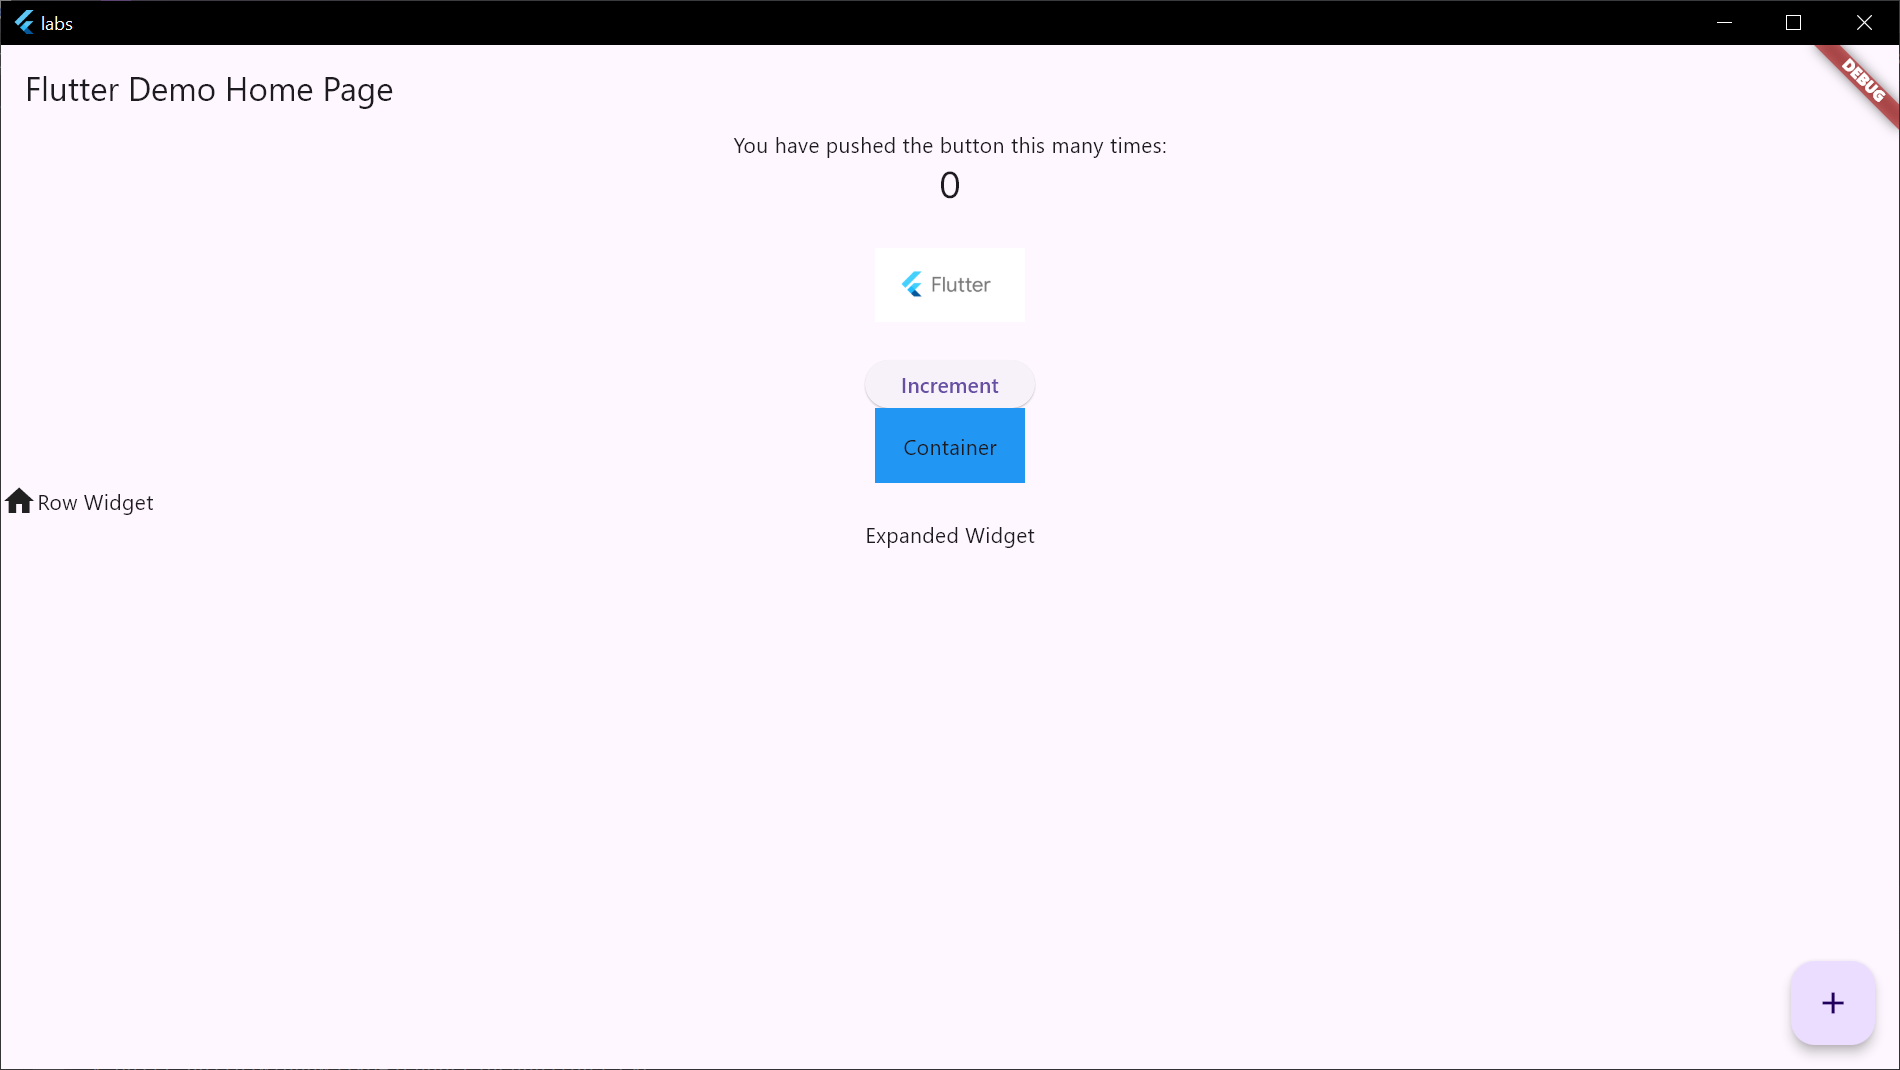 labs
DEBUG
Flutter Demo Home Page
You have pushed the button this many times:
0
Flutter
Increment
Container
Row Widget
Expanded Widget
+